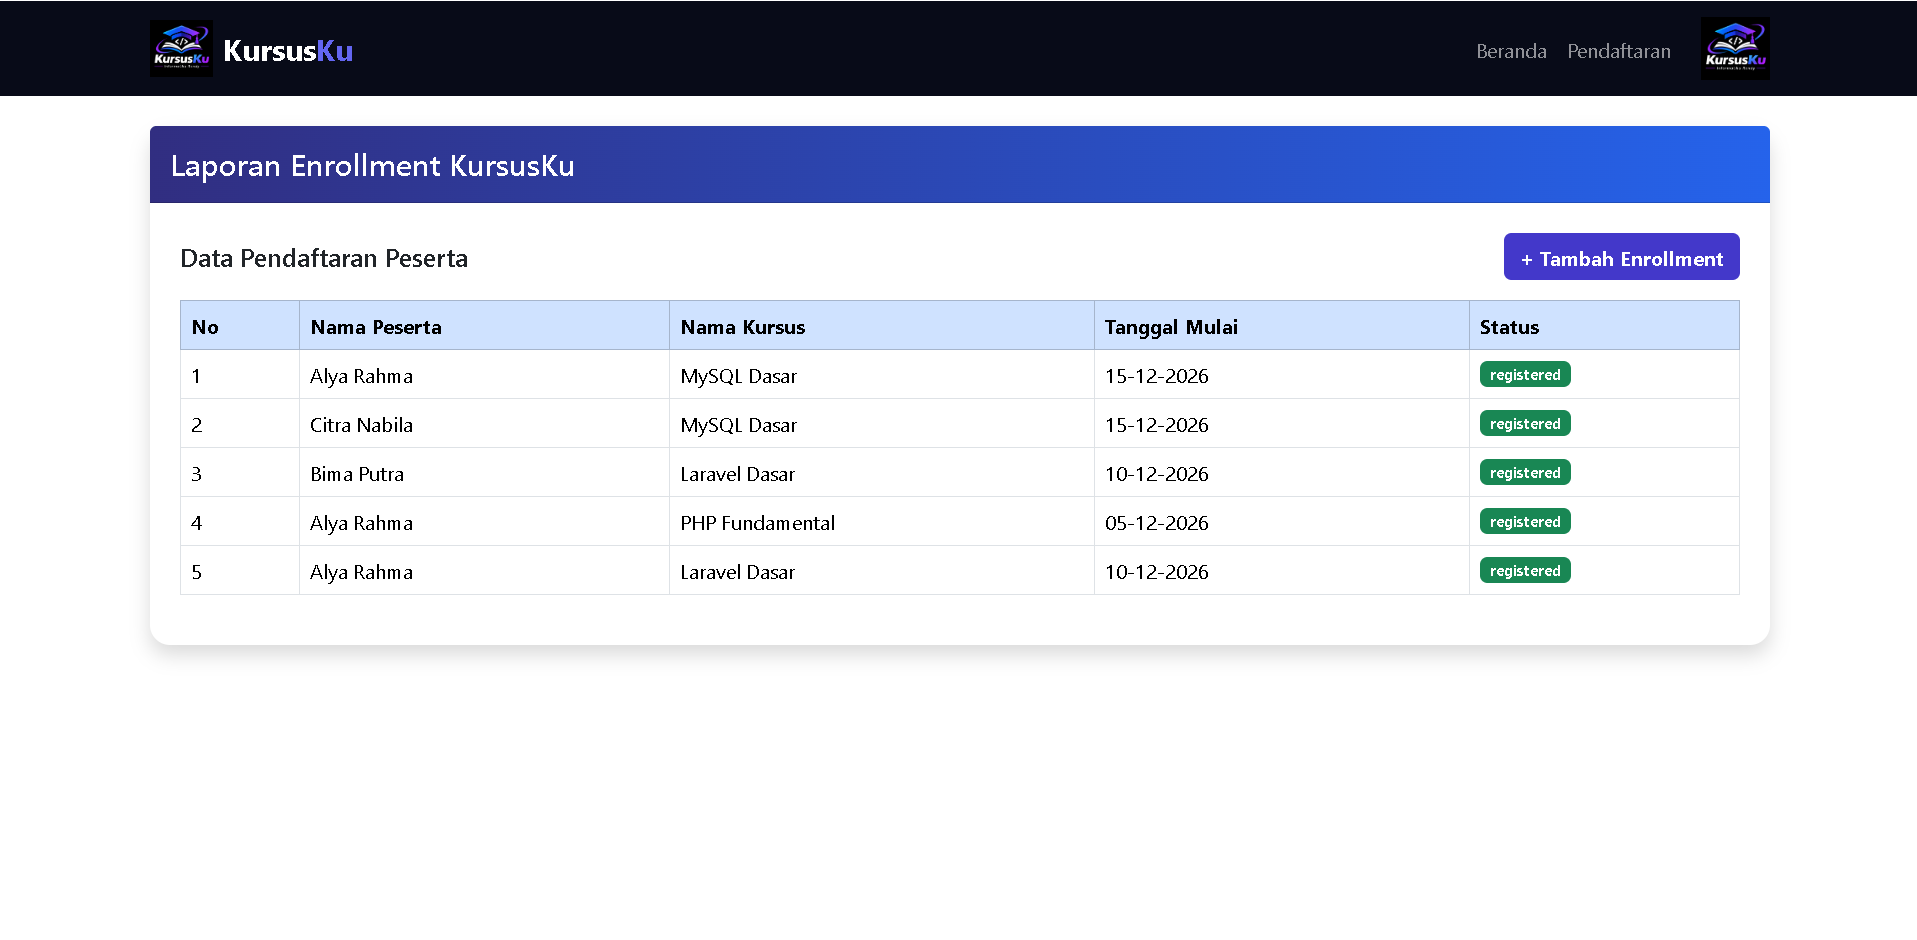 KursusKu
KursusKu
Beranda Pendaftaran
KursusKu
Laporan Enrollment KursusKu
Data Pendaftaran Peserta
+ Tambah Enrollment
No Nama Peserta Nama Kursus Tanggal Mulai Status
1 Alya Rahma MySQL Dasar 15-12-2026 registered
2 Citra Nabila MySQL Dasar 15-12-2026 registered
3 Bima Putra Laravel Dasar 10-12-2026 registered
4 Alya Rahma PHP Fundamental 05-12-2026 registered
5 Alya Rahma Laravel Dasar 10-12-2026 registered